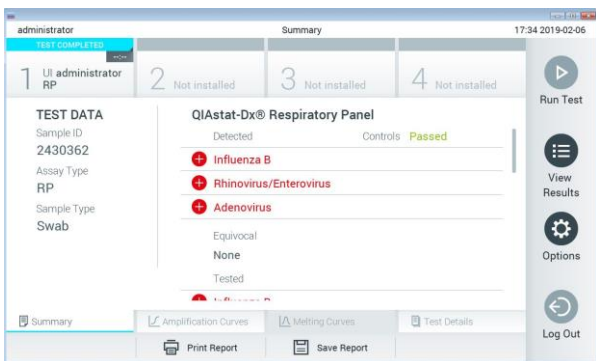 administrator Summary 17:34 2019-02-06
TEST COMPLETED
1 UI administrator RP
2 Not installed
3 Not installed
4 Not installed
Run Test
View Results
Options
Log Out
TEST DATA
Sample ID
2430362
Assay Type
RP
Sample Type
Swab
QIAstat-Dx® Respiratory Panel
Detected Controls Passed
Influenza B
Rhinovirus/Enterovirus
Adenovirus
Equivocal
None
Tested
Influenza B
Summary Amplification Curves Melting Curves Test Details
Print Report Save Report